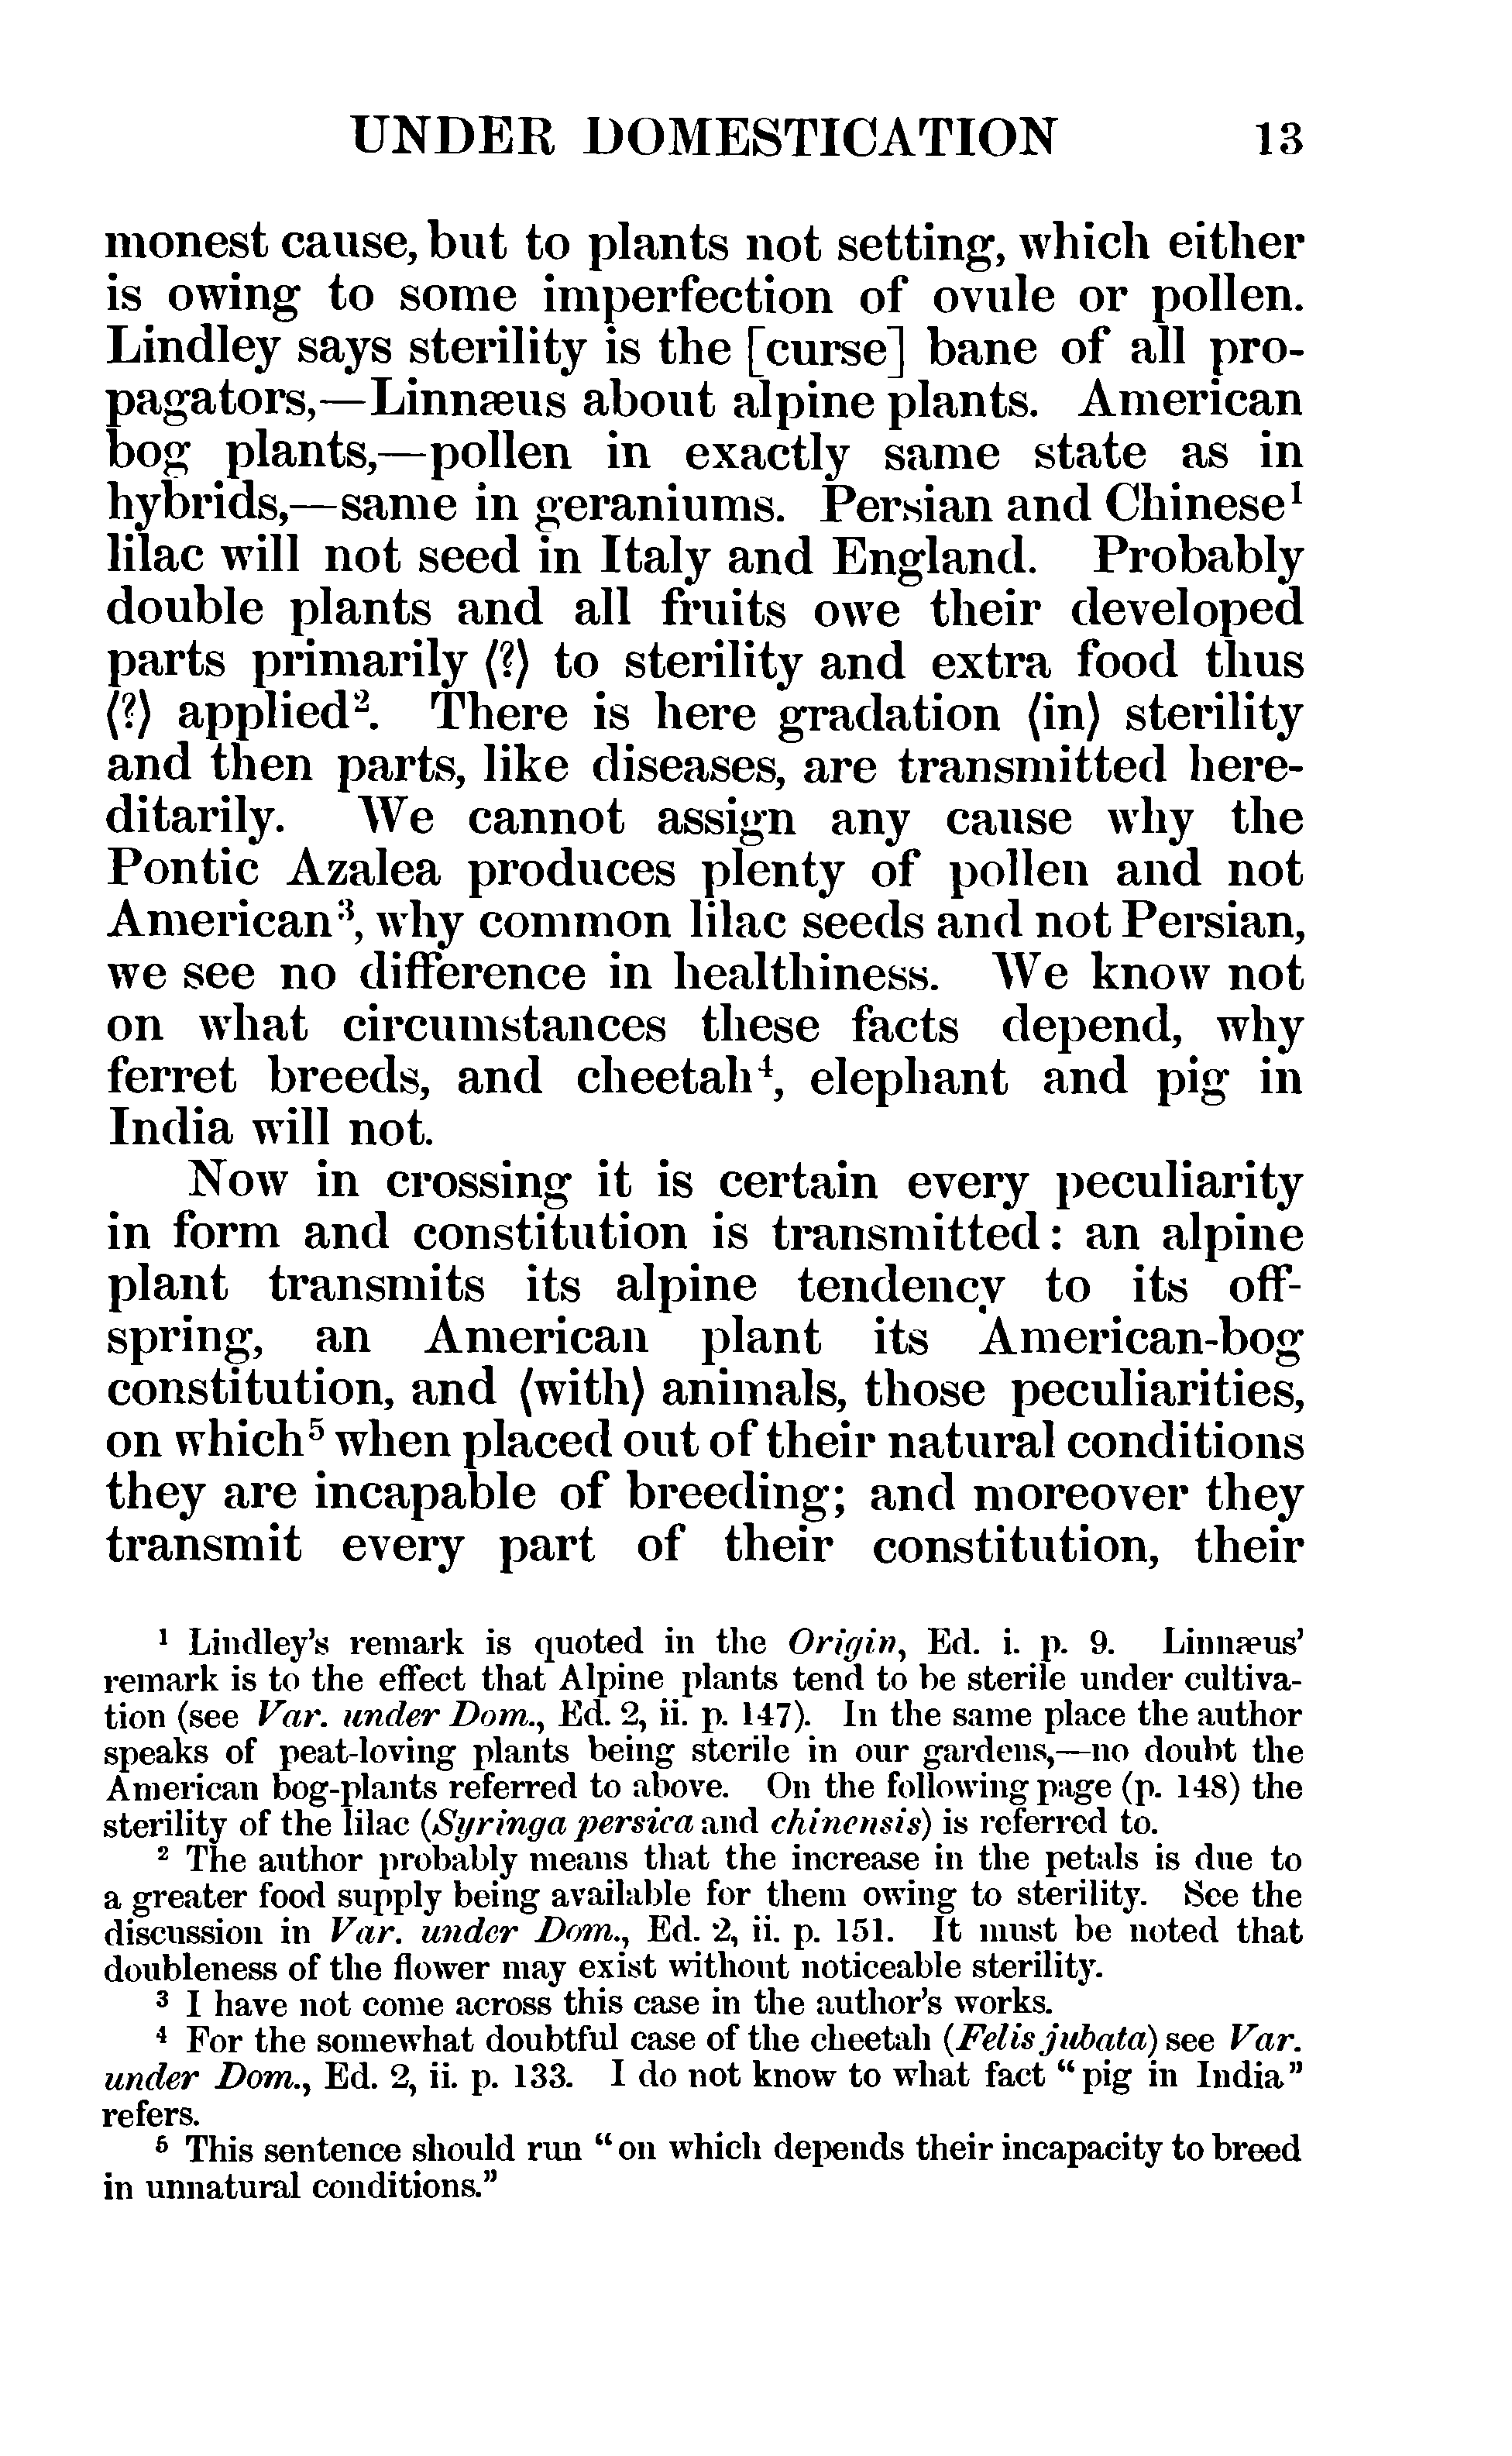 UNDER DOMESTICATION 13
monest cause, but to plants not setting, which either
is owing to some imperfection of ovule or pollen.
Lindley says sterility is the [curse] bane of all pro-
pagators,—Linnæus about alpine plants. American
bog plants,—pollen in exactly same state as in
hybrids,—same in geraniums. Persian and Chinese¹
lilac will not seed in Italy and England. Probably
double plants and all fruits owe their developed
parts primarily ⟨?⟩ to sterility and extra food thus
⟨?⟩ applied². There is here gradation ⟨in⟩ sterility
and then parts, like diseases, are transmitted here-
ditarily. We cannot assign any cause why the
Pontic Azalea produces plenty of pollen and not
American³, why common lilac seeds and not Persian,
we see no difference in healthiness. We know not
on what circumstances these facts depend, why
ferret breeds, and cheetah⁴, elephant and pig in
India will not.
Now in crossing it is certain every peculiarity
in form and constitution is transmitted: an alpine
plant transmits its alpine tendency to its off-
spring, an American plant its American-bog
constitution, and ⟨with⟩ animals, those peculiarities,
on which⁵ when placed out of their natural conditions
they are incapable of breeding; and moreover they
transmit every part of their constitution, their
¹ Lindley's remark is quoted in the Origin, Ed. i. p. 9. Linnæus'
remark is to the effect that Alpine plants tend to be sterile under cultiva-
tion (see Var. under Dom., Ed. 2, ii. p. 147). In the same place the author
speaks of peat-loving plants being sterile in our gardens,—no doubt the
American bog-plants referred to above. On the following page (p. 148) the
sterility of the lilac (Syringa persica and chinensis) is referred to.
² The author probably means that the increase in the petals is due to
a greater food supply being available for them owing to sterility. See the
discussion in Var. under Dom., Ed. 2, ii. p. 151. It must be noted that
doubleness of the flower may exist without noticeable sterility.
³ I have not come across this case in the author's works.
⁴ For the somewhat doubtful case of the cheetah (Felis jubata) see Var.
under Dom., Ed. 2, ii. p. 133. I do not know to what fact "pig in India"
refers.
⁵ This sentence should run "on which depends their incapacity to breed
in unnatural conditions."